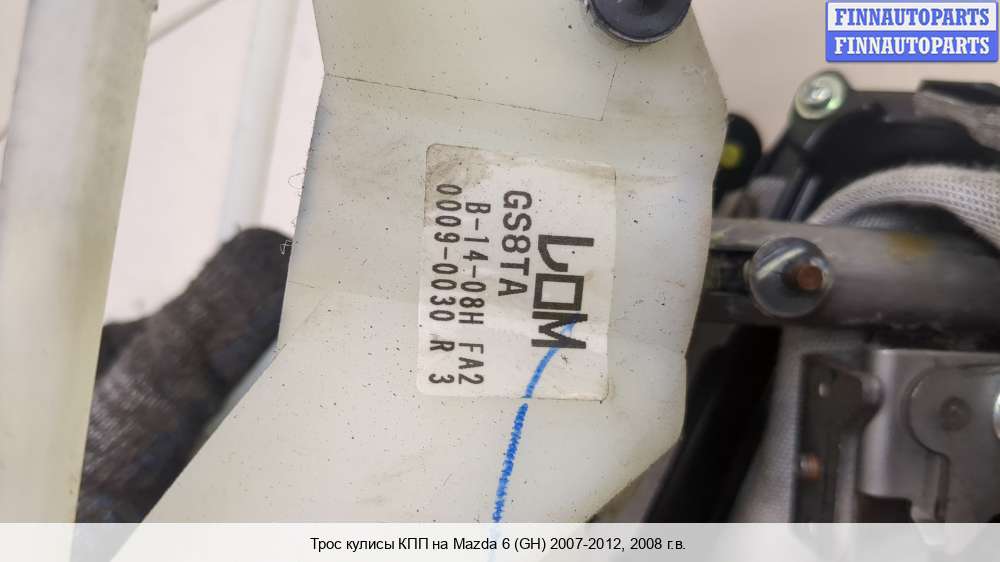 FINNAUTOPARTS
FINNAUTOPARTS
GS8TA
B-14-08H FA2
0009-0030 R 3
Трос кулисы КПП на Mazda 6 (GH) 2007-2012, 2008 г.в.